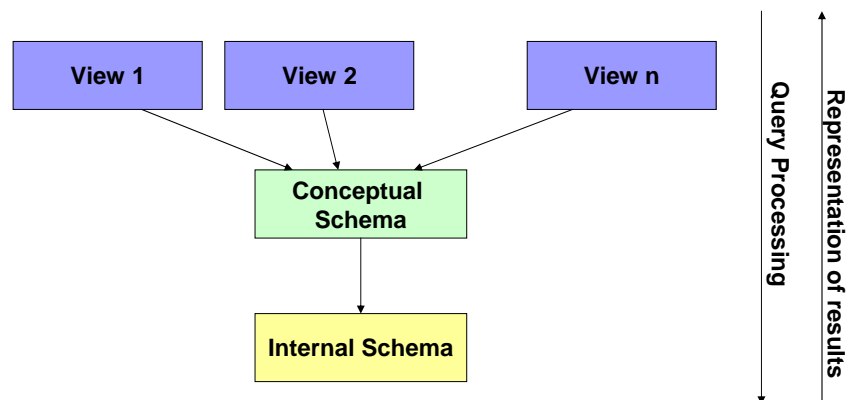 View 1
View 2
View n
Conceptual
Schema
Internal Schema
Query Processing
Representation of results